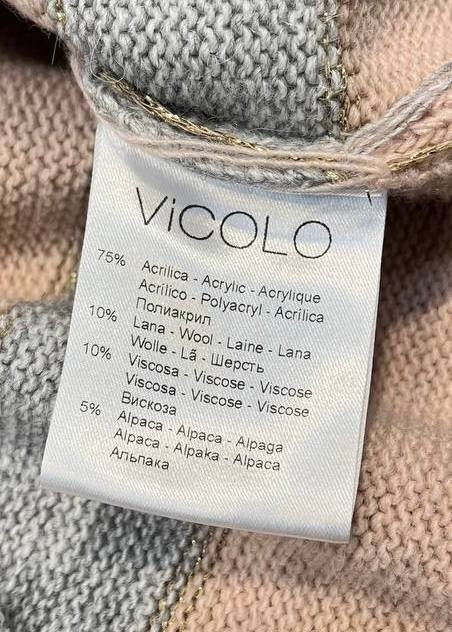 ViCOLO
75% Acrilica - Acrylic - Acrylique
Acrilico - Polyacryl - Acrilica
Полиакрил
10% Lana - Wool - Laine - Lana
Wolle - Lã - Шерсть
10% Viscosa - Viscose - Viscose
Viscosa - Viscose - Viscose
Вискоза
5% Alpaca - Alpaca - Alpaga
Alpaca - Alpaka - Alpaca
Альпака